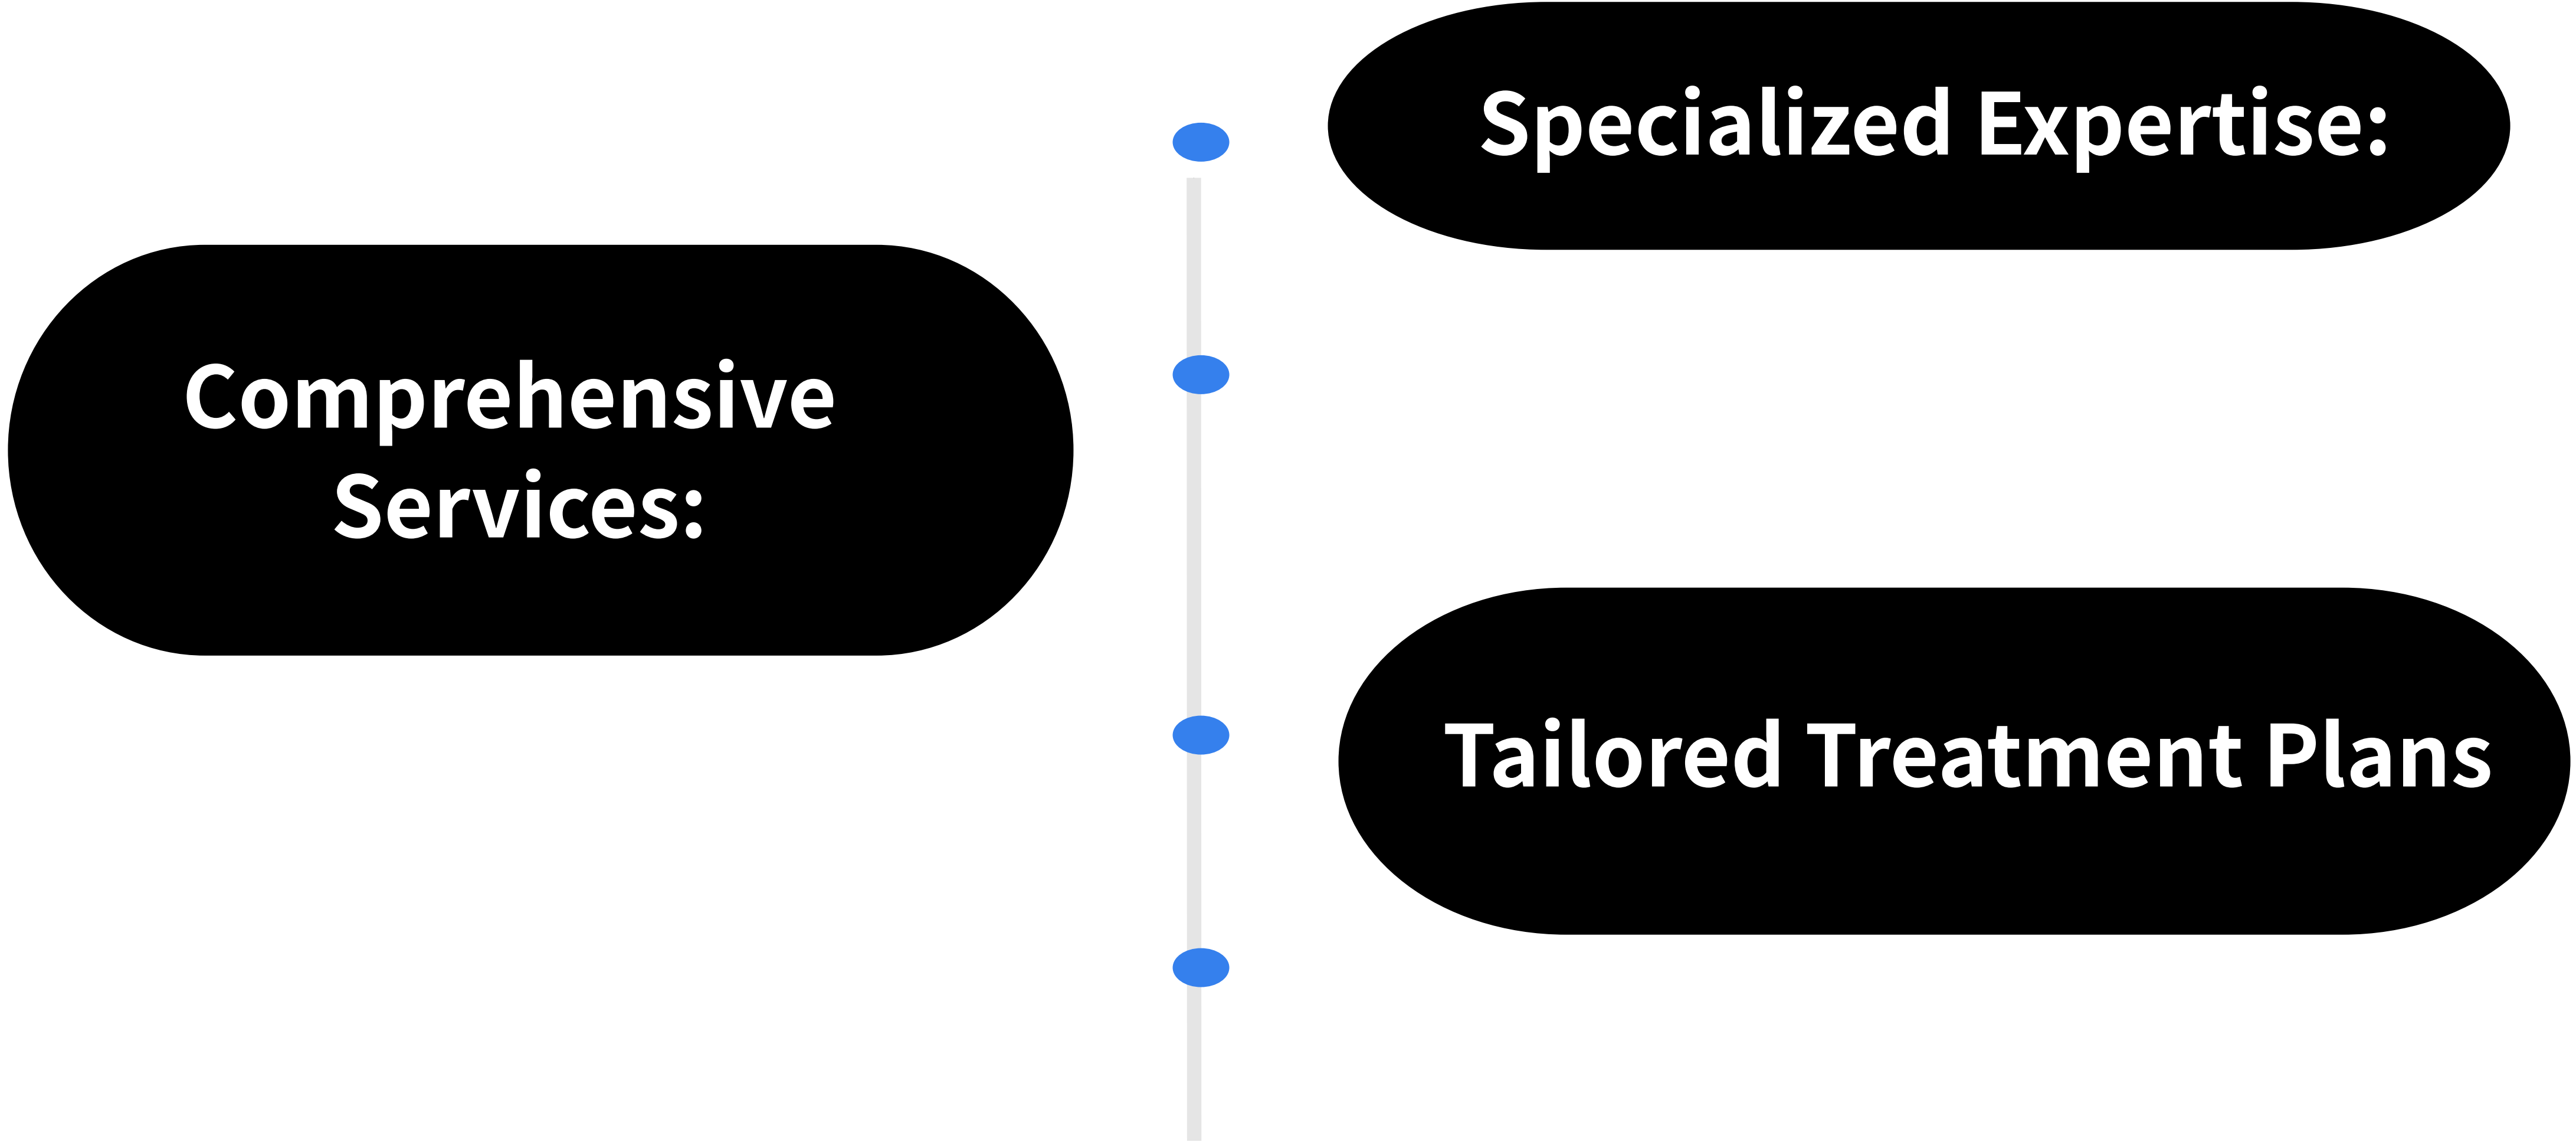 Specialized Expertise:
Comprehensive
Services:
Tailored Treatment Plans